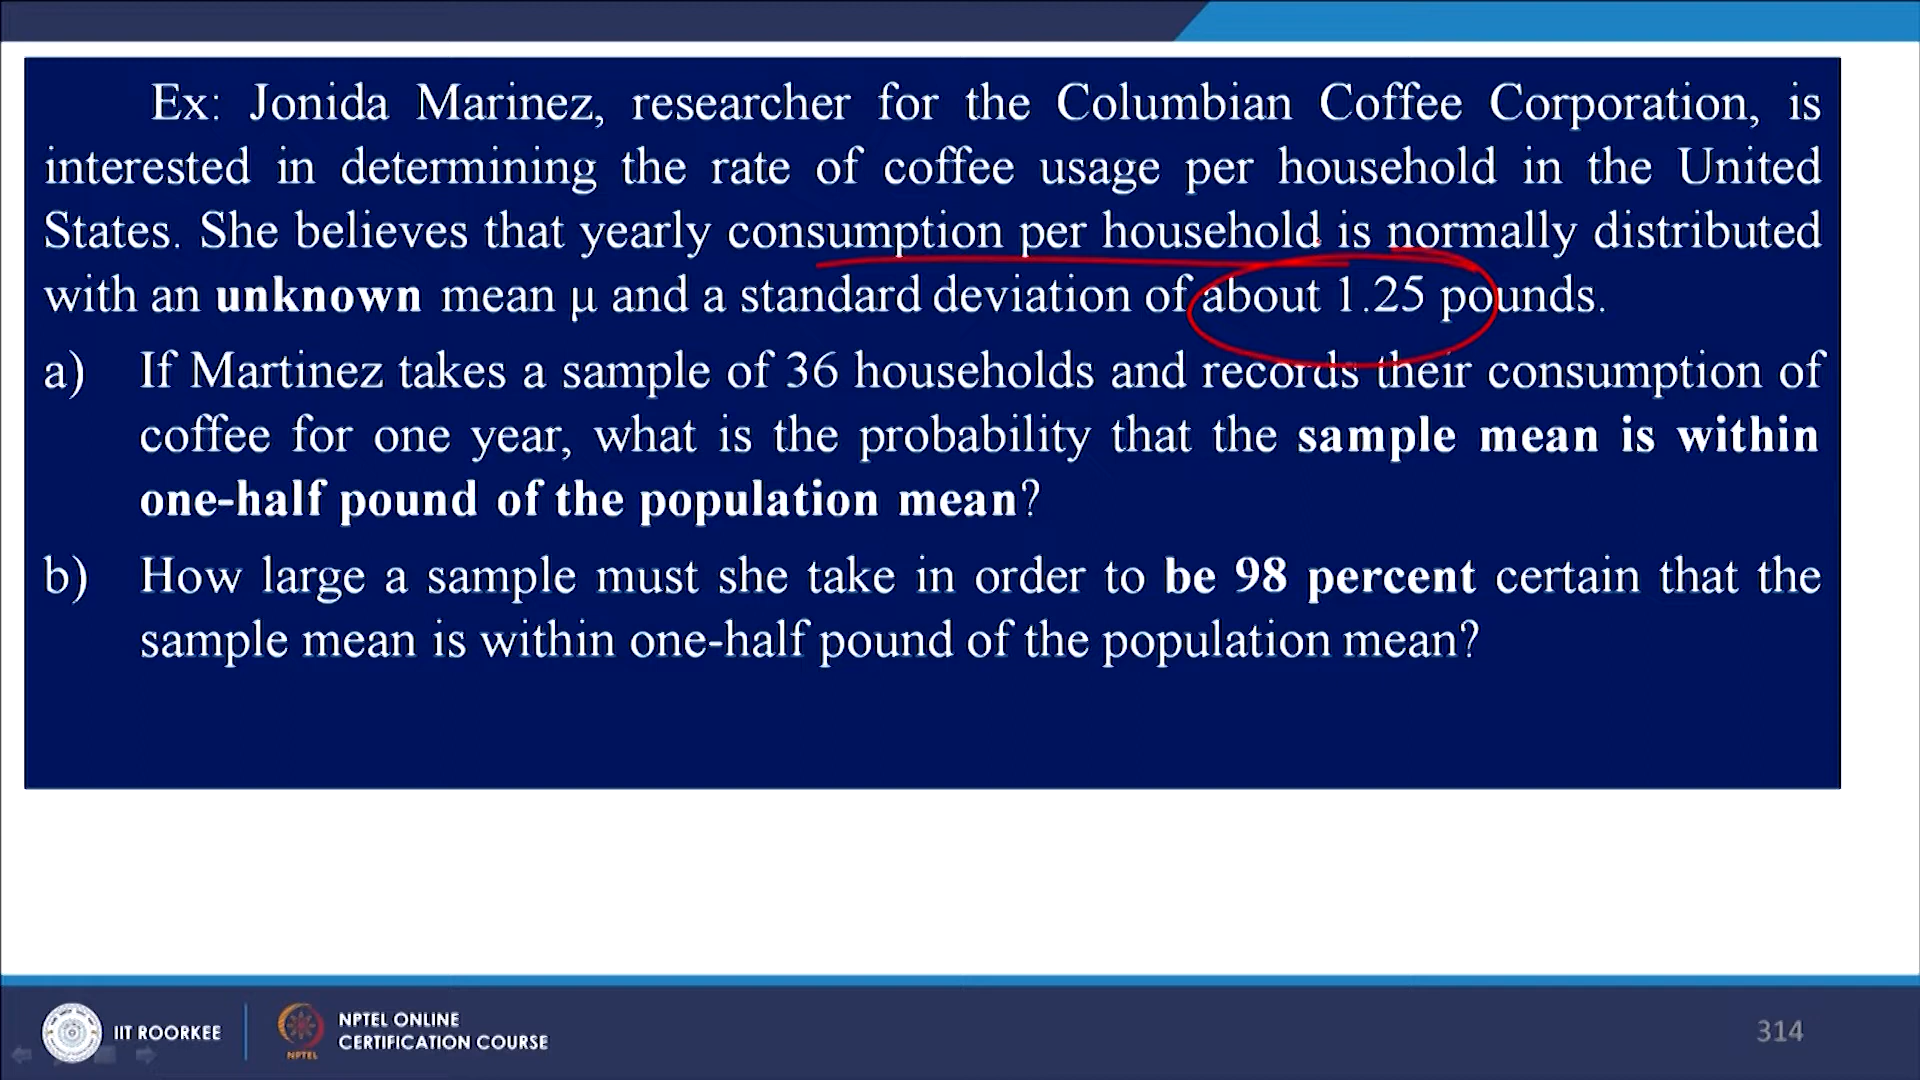 Ex: Jonida Marinez, researcher for the Columbian Coffee Corporation, is
interested in determining the rate of coffee usage per household in the United
States. She believes that yearly consumption per household is normally distributed
with an unknown mean μ and a standard deviation of about 1.25 pounds.
a) If Martinez takes a sample of 36 households and records their consumption of
coffee for one year, what is the probability that the sample mean is within
one-half pound of the population mean?
b) How large a sample must she take in order to be 98 percent certain that the
sample mean is within one-half pound of the population mean?
IIT ROORKEE
NPTEL
NPTEL ONLINE
CERTIFICATION COURSE
314